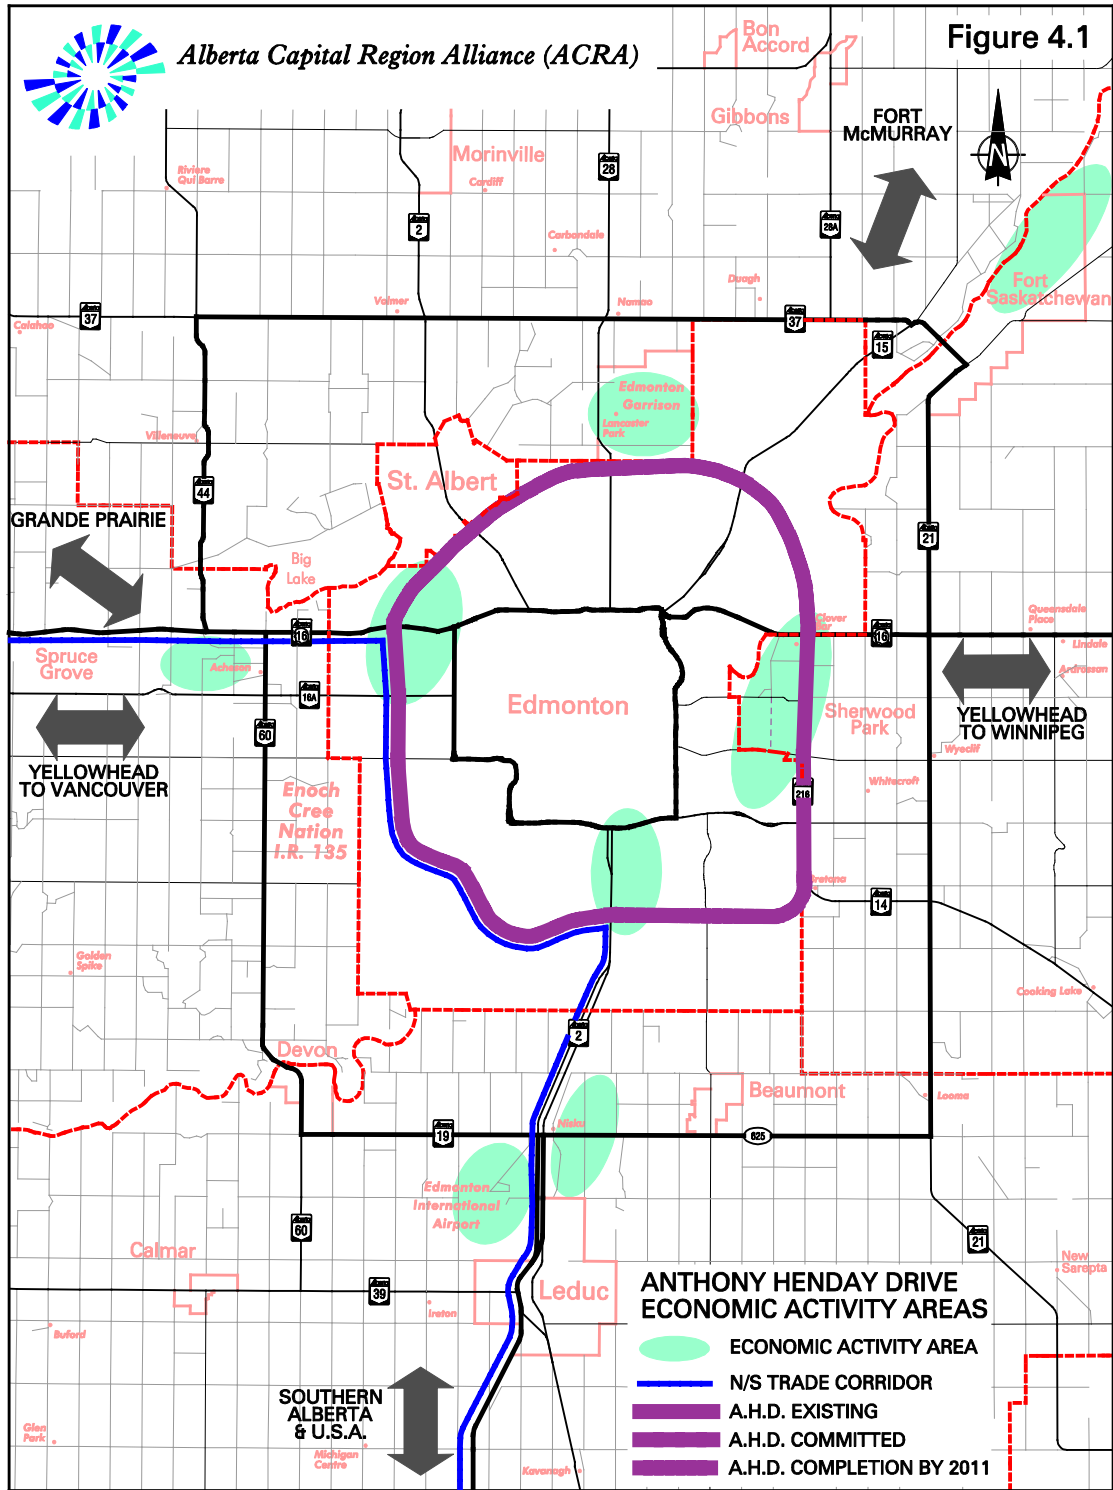 Figure 4.1
Alberta Capital Region Alliance (ACRA)
Bon
Accord
Gibbons
FORT
McMURRAY
N
Morinville
Cardiff
Riviere
Qui Barre
28
2
28A
Carbondale
Duagh
Fort
Saskatchewan
Volmer
Namao
37
37
Calahoo
15
Edmonton
Garrison
Lancaster
Park
Villeneuve
St. Albert
44
GRANDE PRAIRIE
21
Big
Lake
Clover
Bar
Queensdale
Place
16
16
Lindale
Ardrossan
Spruce
Grove
Acheson
16A
Edmonton
Sherwood
Park
YELLOWHEAD
TO WINNIPEG
60
Wyecliff
YELLOWHEAD
TO VANCOUVER
Whitecroft
216
Enoch
Cree
Nation
I.R. 135
14
Golden
Spike
Cooking Lake
2
Devon
Beaumont
Looma
Nisku
19
625
Edmonton
International
Airport
60
21
Calmar
New
Sarepta
39
Leduc
Ireton
Buford
ANTHONY HENDAY DRIVE
ECONOMIC ACTIVITY AREAS
ECONOMIC ACTIVITY AREA
N/S TRADE CORRIDOR
A.H.D. EXISTING
A.H.D. COMMITTED
A.H.D. COMPLETION BY 2011
SOUTHERN
ALBERTA
& U.S.A.
Glen
Park
Michigan
Centre
Kavanagh